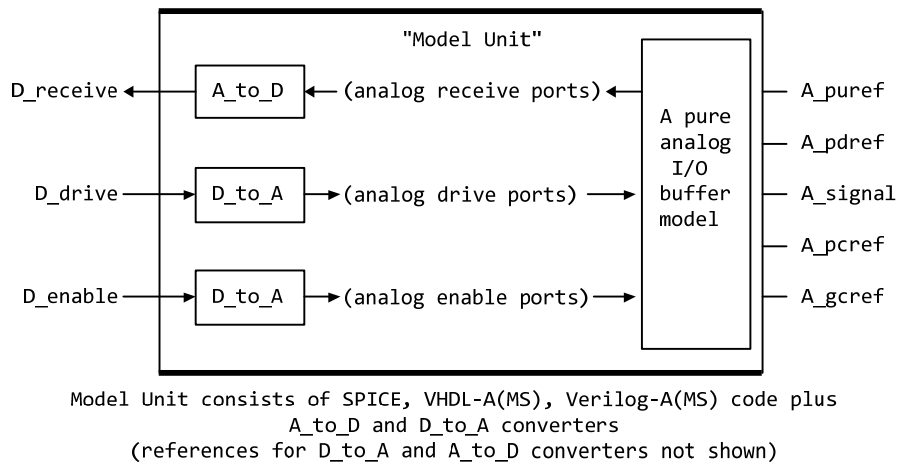 "Model Unit"
D_receive A_to_D (analog receive ports) A_puref
A pure
analog
I/O
buffer
model
A_pdref
D_drive D_to_A (analog drive ports) A_signal
A_pcref
D_enable D_to_A (analog enable ports) A_gcref
Model Unit consists of SPICE, VHDL-A(MS), Verilog-A(MS) code plus
A_to_D and D_to_A converters
(references for D_to_A and A_to_D converters not shown)